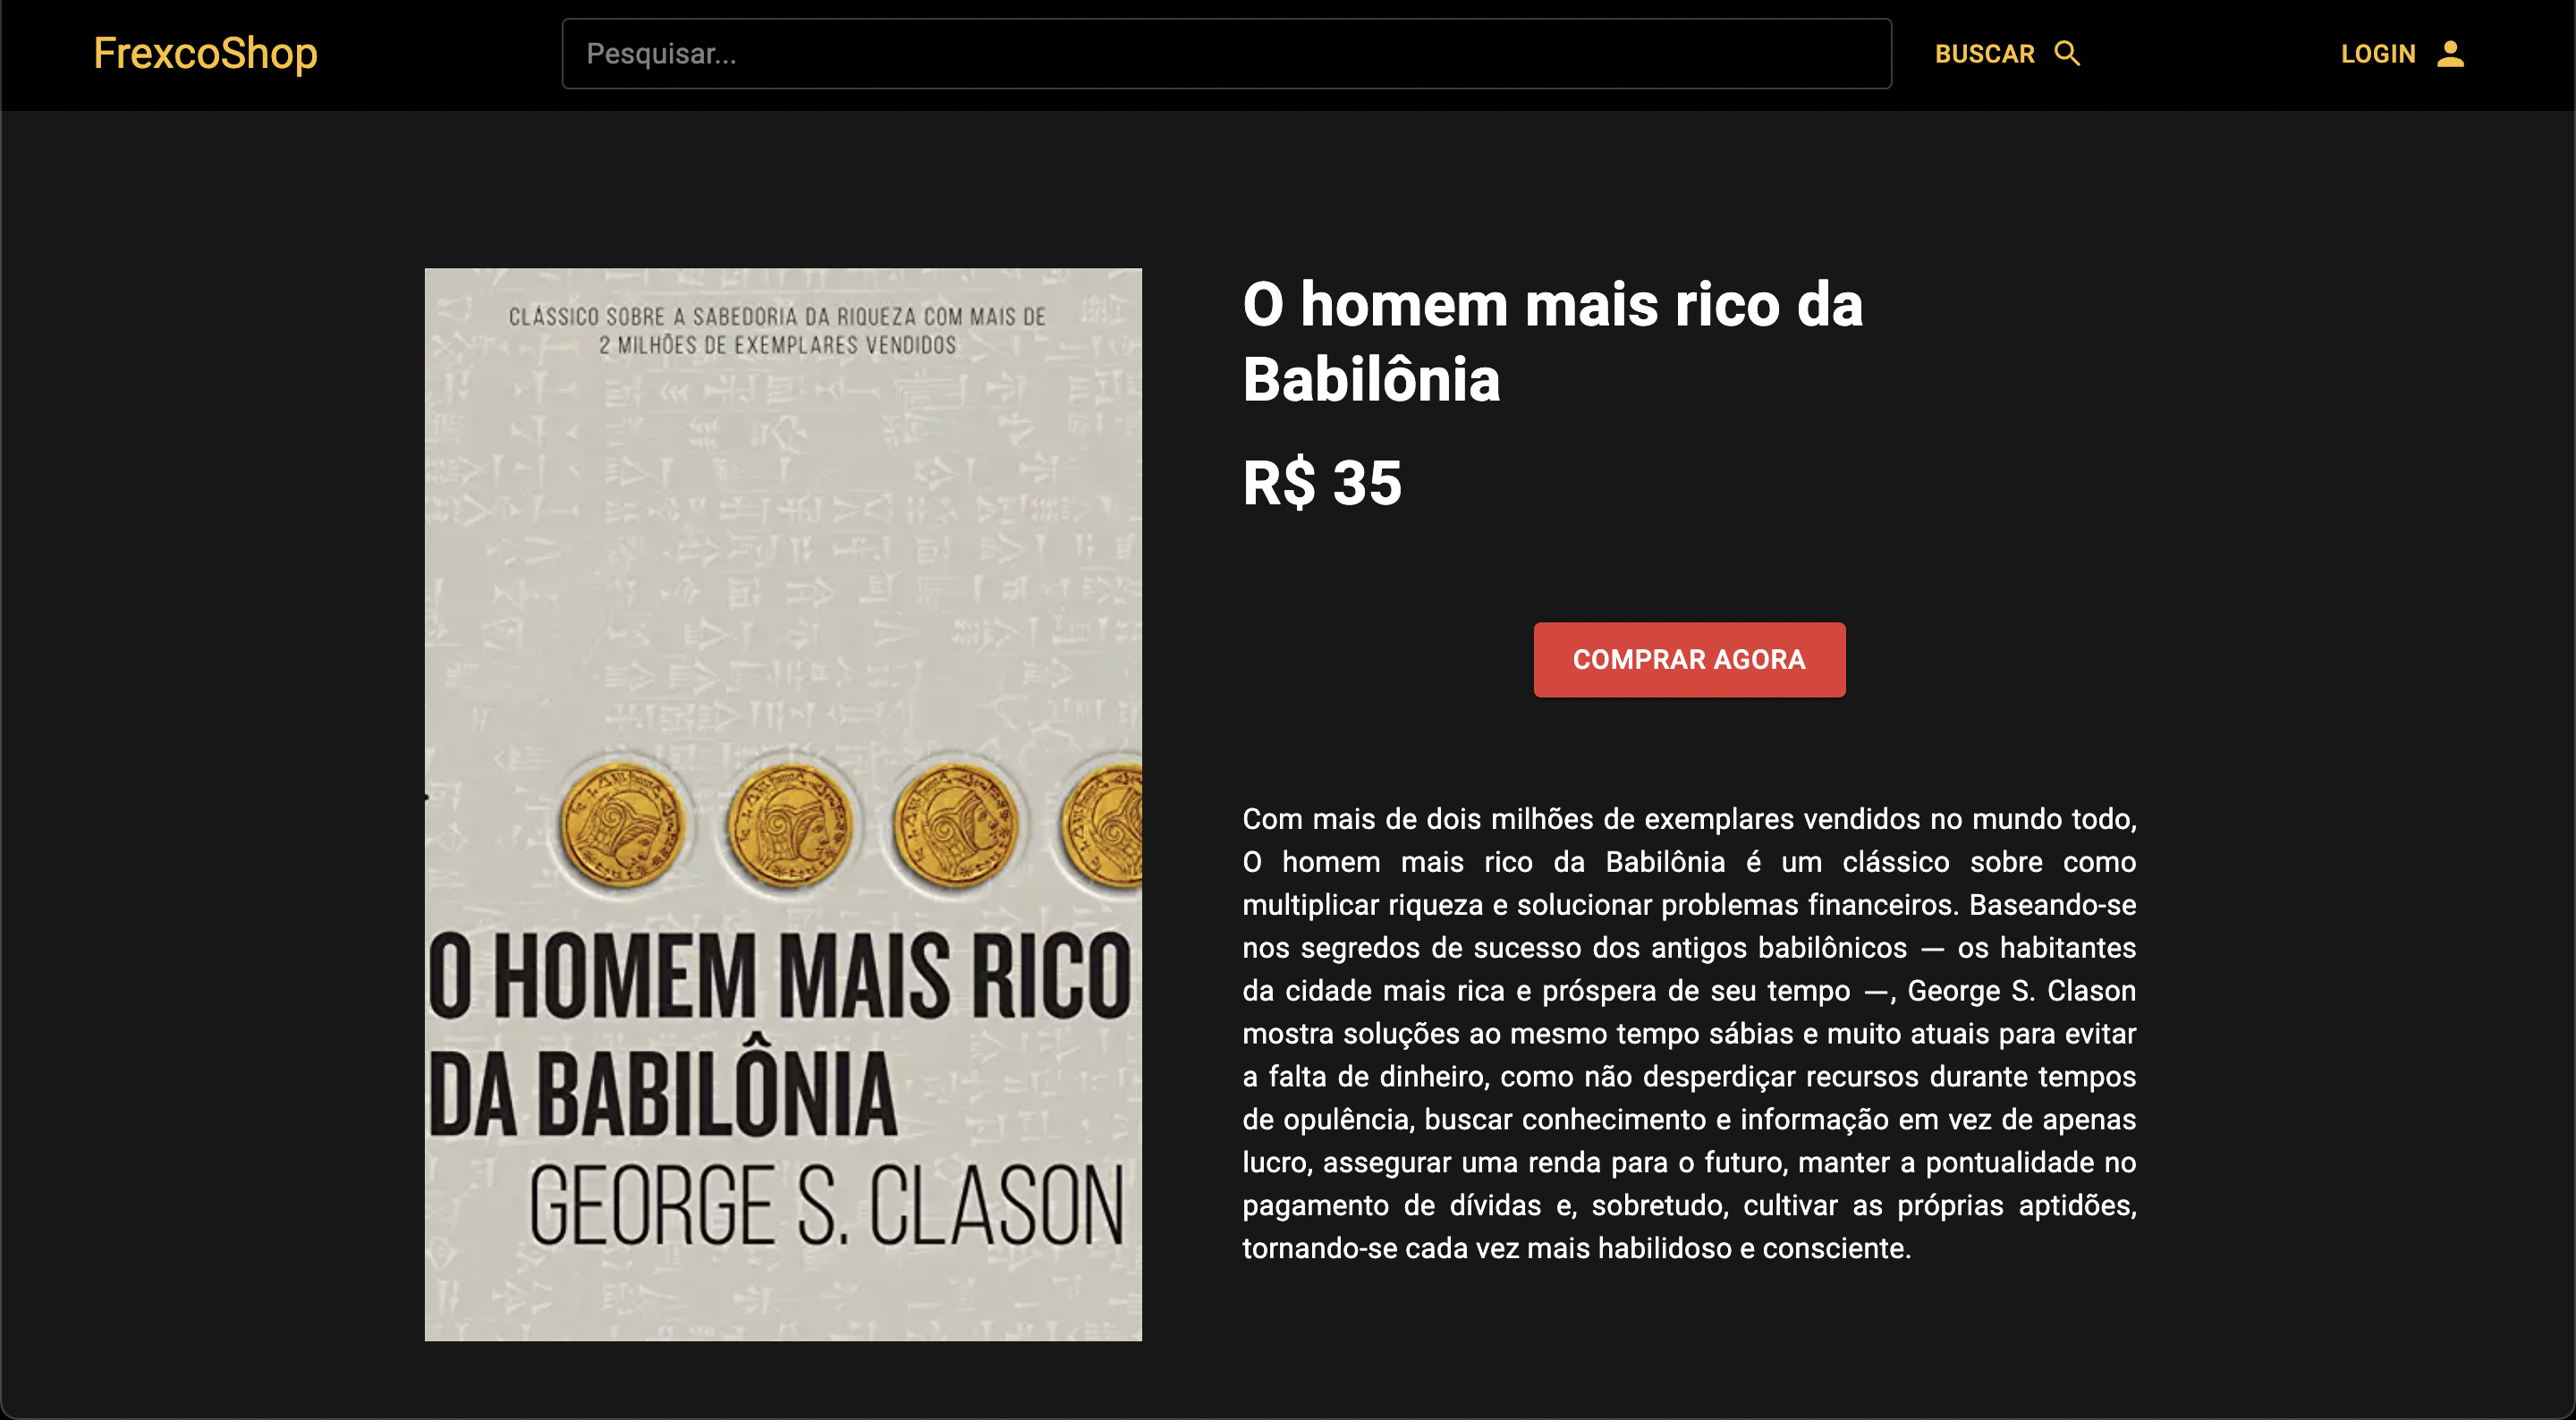 FrexcoShop
Pesquisar...
BUSCAR
LOGIN
CLÁSSICO SOBRE A SABEDORIA DA RIQUEZA COM MAIS DE
2 MILHÕES DE EXEMPLARES VENDIDOS
O HOMEM MAIS RICO
DA BABILÔNIA
GEORGE S. CLASON
O homem mais rico da
Babilônia
R$ 35
COMPRAR AGORA
Com mais de dois milhões de exemplares vendidos no mundo todo,
O homem mais rico da Babilônia é um clássico sobre como
multiplicar riqueza e solucionar problemas financeiros. Baseando-se
nos segredos de sucesso dos antigos babilônicos — os habitantes
da cidade mais rica e próspera de seu tempo —, George S. Clason
mostra soluções ao mesmo tempo sábias e muito atuais para evitar
a falta de dinheiro, como não desperdiçar recursos durante tempos
de opulência, buscar conhecimento e informação em vez de apenas
lucro, assegurar uma renda para o futuro, manter a pontualidade no
pagamento de dívidas e, sobretudo, cultivar as próprias aptidões,
tornando-se cada vez mais habilidoso e consciente.